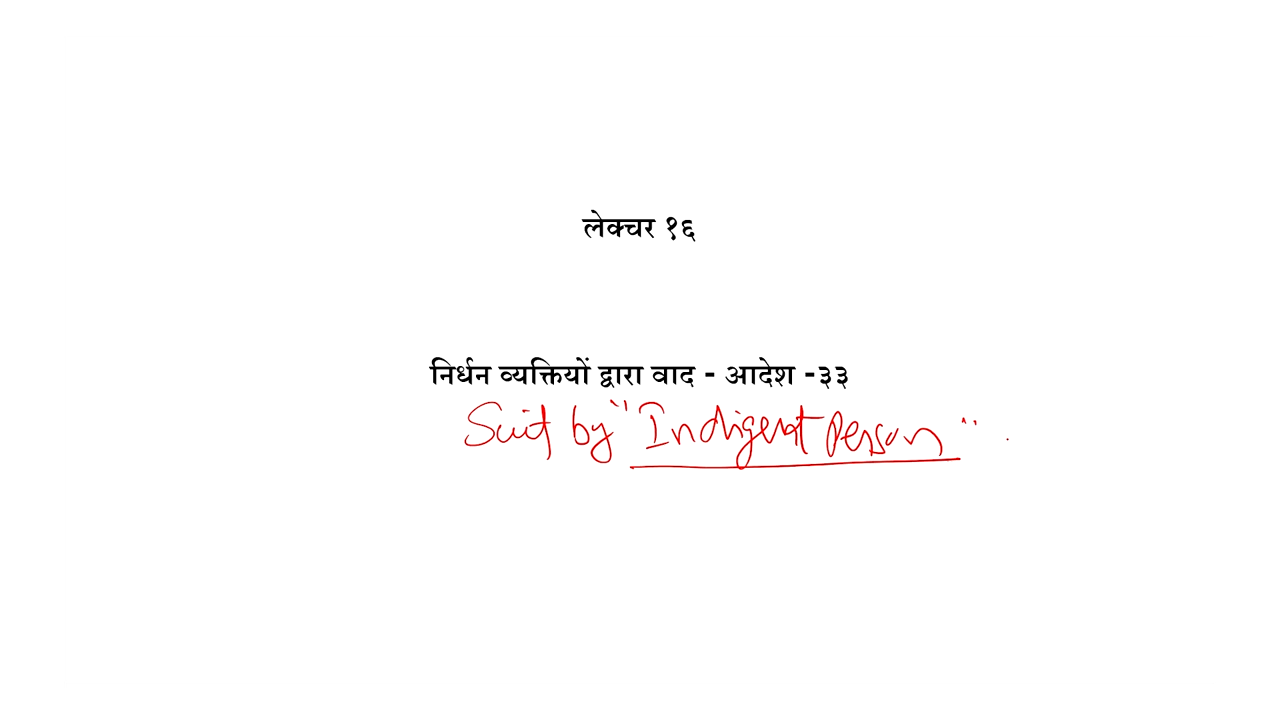 लेक्चर १६
निर्धन व्यक्तियों द्वारा वाद - आदेश -३३
Suit by "Indigent Person"